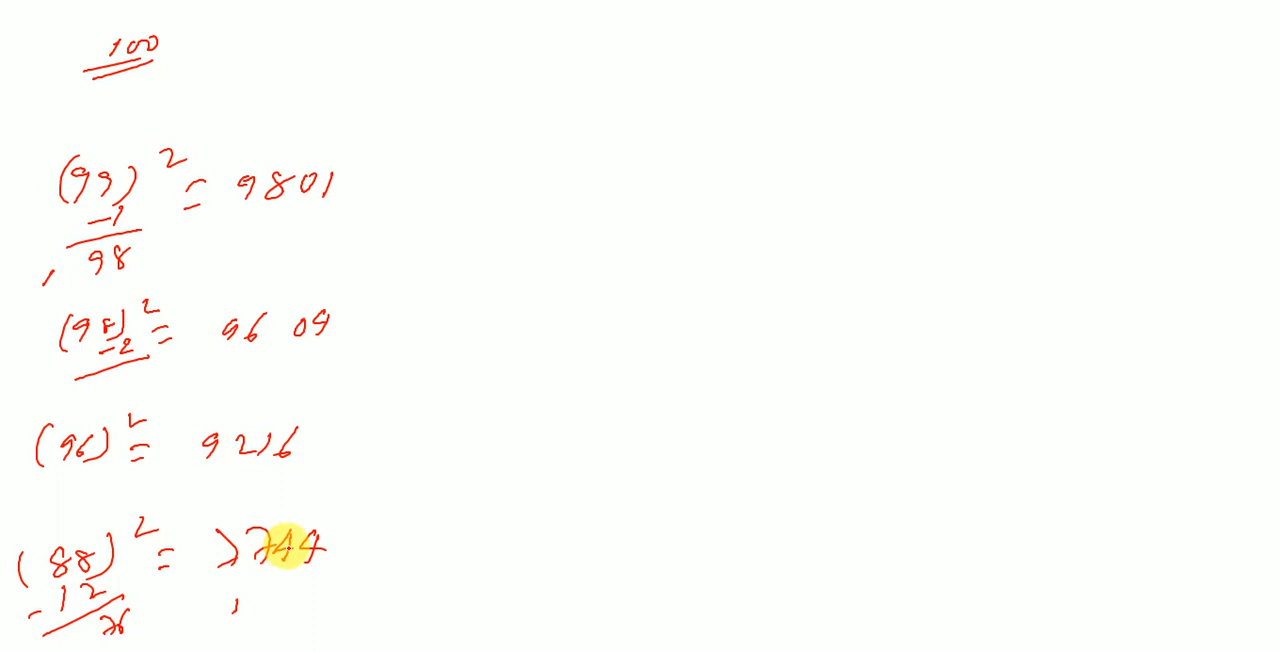 100
(99)² = 9801
-1
98
(98)² = 9604
-2
(96)² = 9216
(88)² = 7744
-12
76